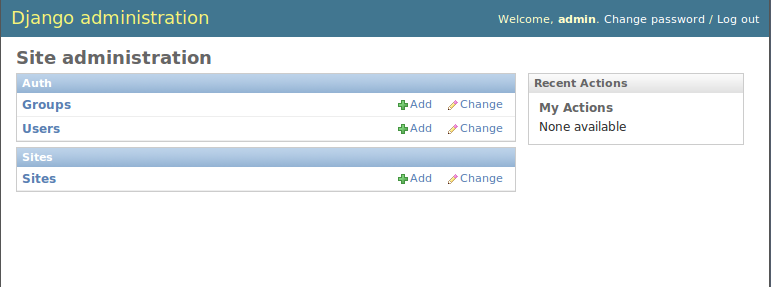 Django administration
Welcome, admin. Change password / Log out
Site administration
Auth
Groups Add Change
Users Add Change
Sites
Sites Add Change
Recent Actions
My Actions
None available